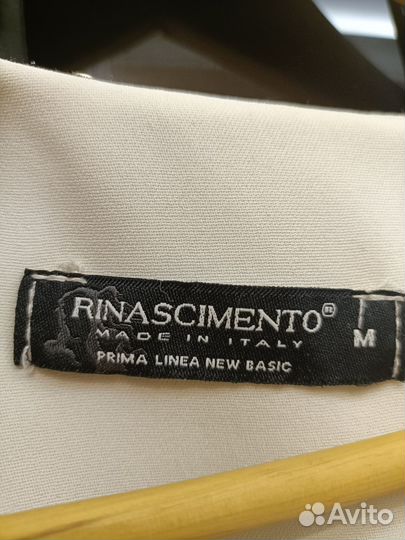 RINASCIMENTO®
MADE IN ITALY
PRIMA LINEA NEW BASIC
M
Avito